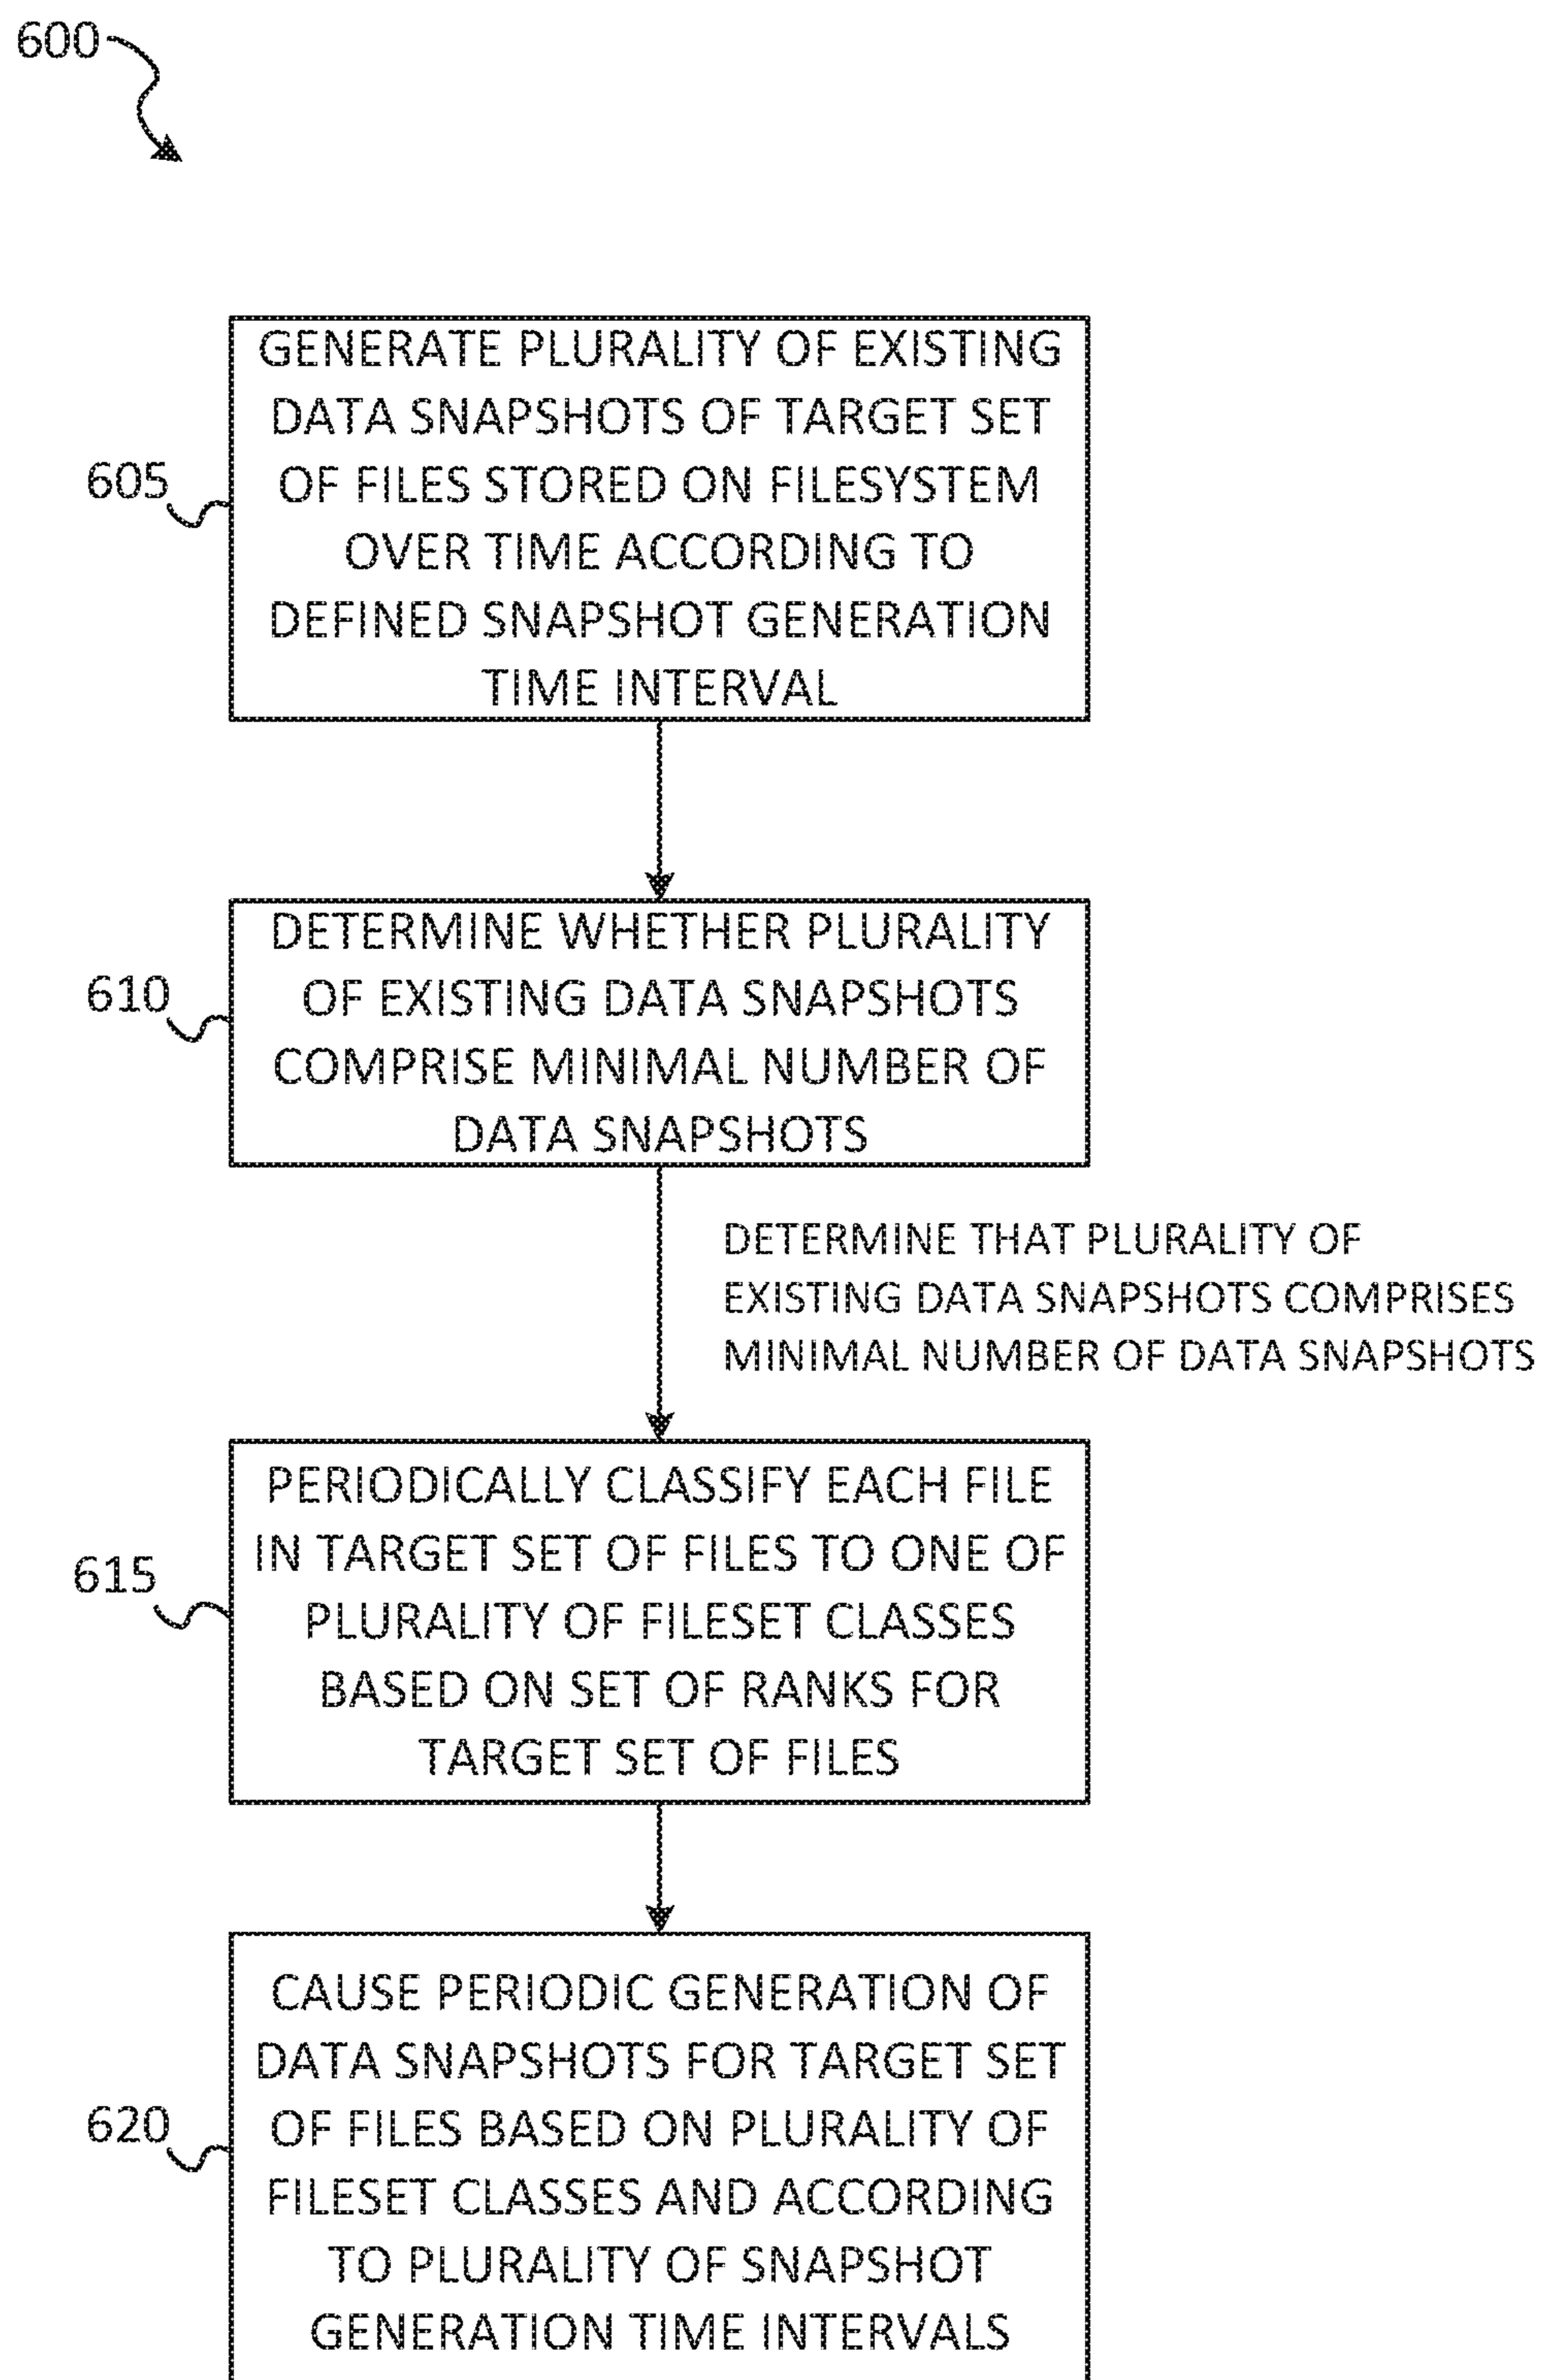 600
GENERATE PLURALITY OF EXISTING
DATA SNAPSHOTS OF TARGET SET
OF FILES STORED ON FILESYSTEM
OVER TIME ACCORDING TO
DEFINED SNAPSHOT GENERATION
TIME INTERVAL
605
DETERMINE WHETHER PLURALITY
OF EXISTING DATA SNAPSHOTS
COMPRISE MINIMAL NUMBER OF
DATA SNAPSHOTS
610
DETERMINE THAT PLURALITY OF
EXISTING DATA SNAPSHOTS COMPRISES
MINIMAL NUMBER OF DATA SNAPSHOTS
PERIODICALLY CLASSIFY EACH FILE
IN TARGET SET OF FILES TO ONE OF
PLURALITY OF FILESET CLASSES
BASED ON SET OF RANKS FOR
TARGET SET OF FILES
615
CAUSE PERIODIC GENERATION OF
DATA SNAPSHOTS FOR TARGET SET
OF FILES BASED ON PLURALITY OF
FILESET CLASSES AND ACCORDING
TO PLURALITY OF SNAPSHOT
GENERATION TIME INTERVALS
620